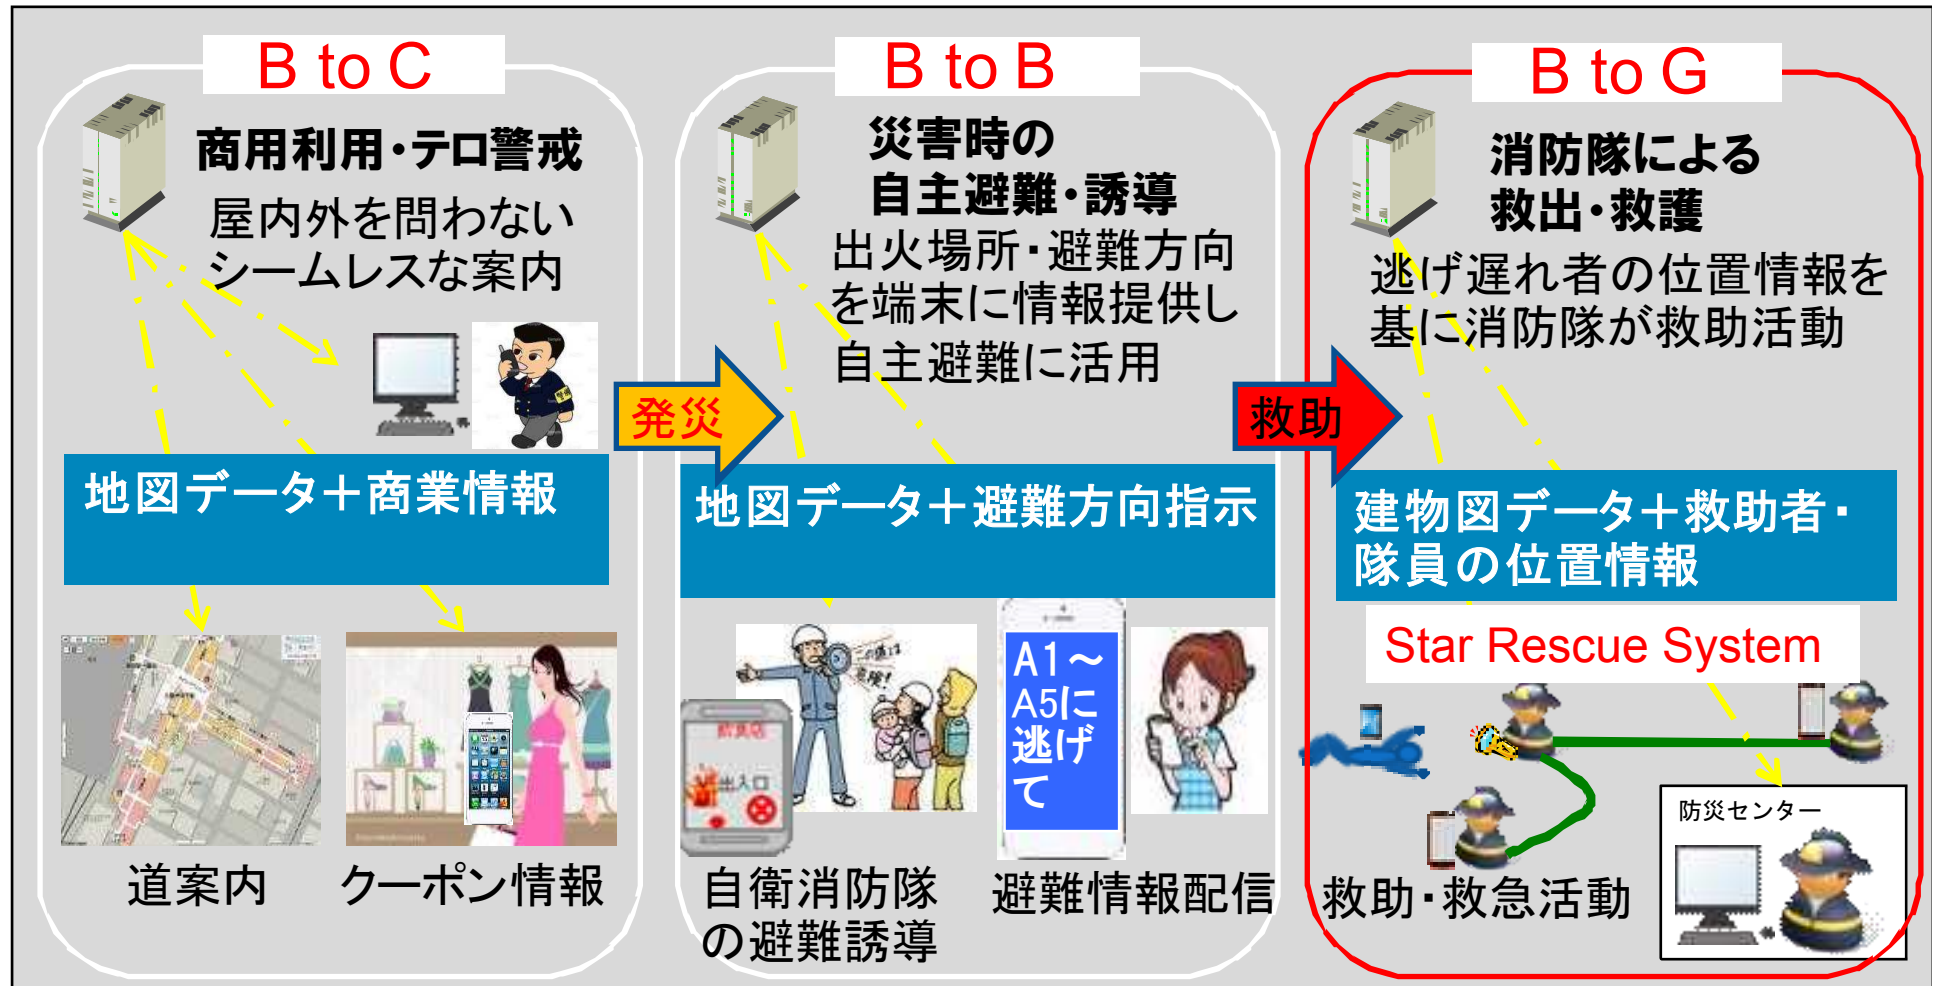 B to C
商用利用・テロ警戒
屋内外を問わない
シームレスな案内
地図データ＋商業情報
道案内
クーポン情報
発災
B to B
災害時の
自主避難・誘導
出火場所・避難方向
を端末に情報提供し
自主避難に活用
地図データ＋避難方向指示
出入口
A1～
A5に
逃げ
て
自衛消防隊
の避難誘導
避難情報配信
救助
B to G
消防隊による
救出・救護
逃げ遅れ者の位置情報を
基に消防隊が救助活動
建物図データ＋救助者・
隊員の位置情報
Star Rescue System
救助・救急活動
防災センター